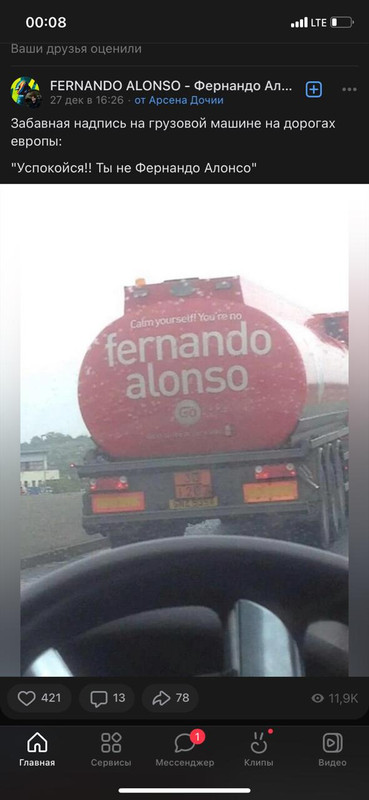 00:08
LTE
Ваши друзья оценили
FERNANDO ALONSO - Фернандо Ал...
27 дек в 16:26 · от Арсена Дочии
Забавная надпись на грузовой машине на дорогах
европы:
"Успокойся!! Ты не Фернандо Алонсо"
Calm yourself! You're no
fernando
alonso
Go
421
13
78
11,9K
1
Главная
Сервисы
Мессенджер
Клипы
Видео